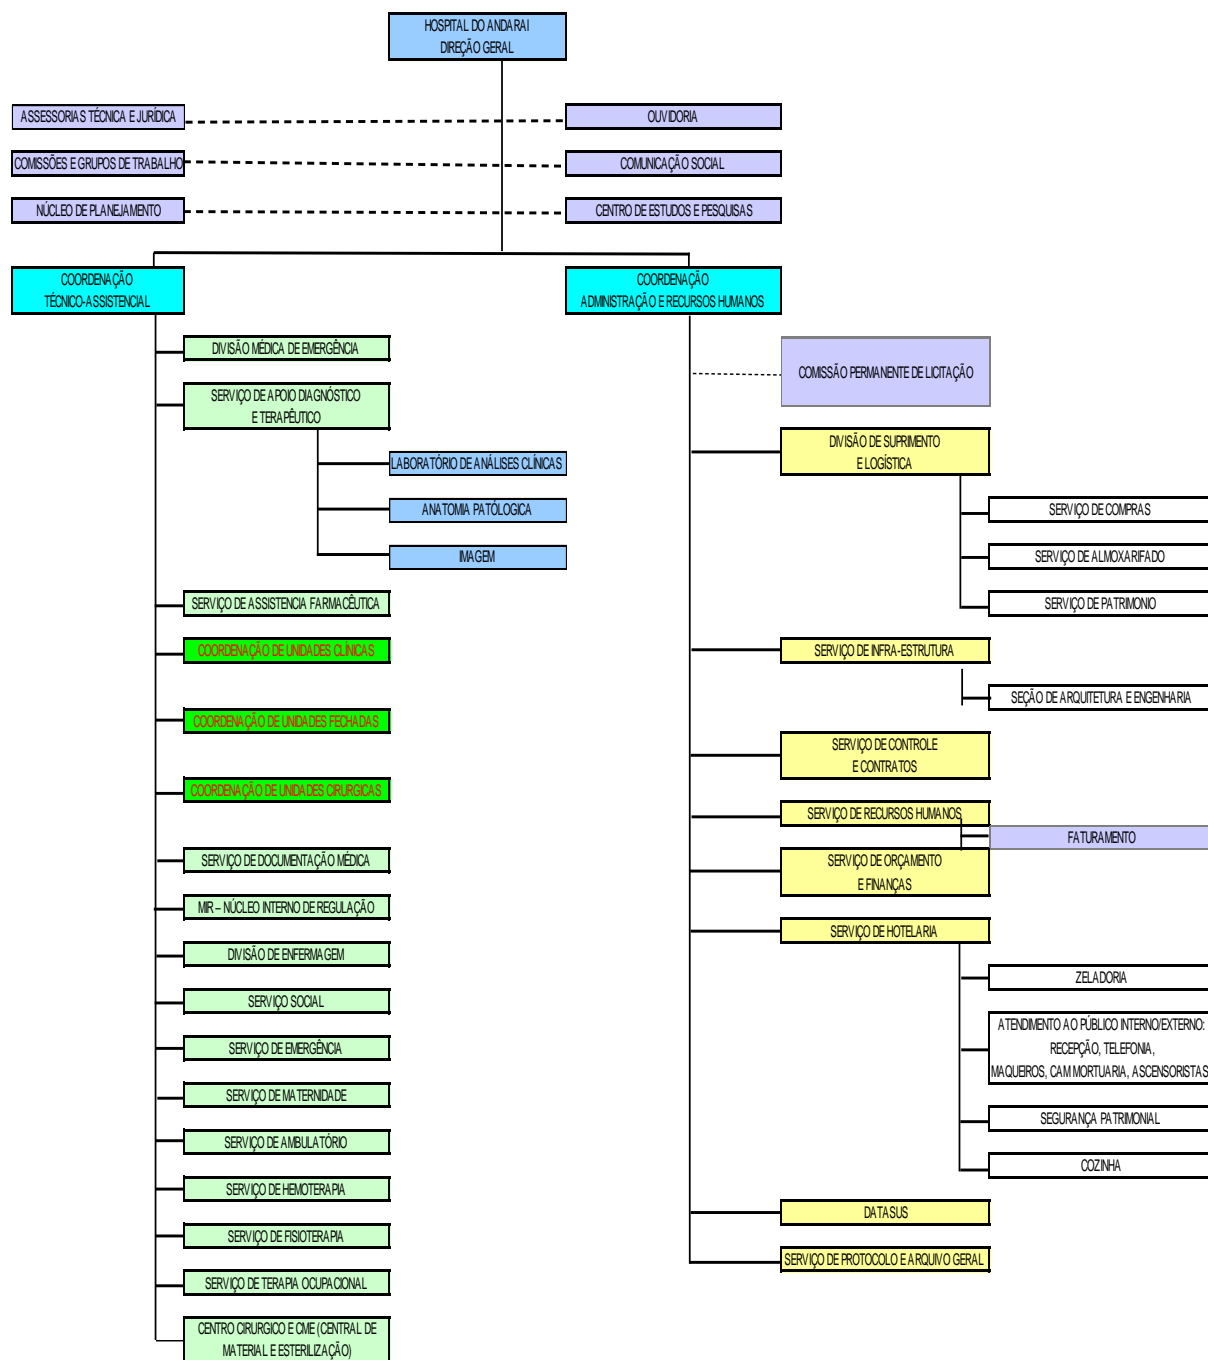 HOSPITAL DO ANDARAI
DIREÇÃO GERAL
ASSESSORIAS TÉCNICA E JURÍDICA
OUVIDORIA
COMISSÕES E GRUPOS DE TRABALHO
COMUNICAÇÃO SOCIAL
NÚCLEO DE PLANEJAMENTO
CENTRO DE ESTUDOS E PESQUISAS
COORDENAÇÃO
TÉCNICO-ASSISTENCIAL
COORDENAÇÃO
ADMINISTRAÇÃO E RECURSOS HUMANOS
DIVISÃO MÉDICA DE EMERGÊNCIA
SERVIÇO DE APOIO DIAGNÓSTICO
E TERAPÊUTICO
LABORATÓRIO DE ANÁLISES CLÍNICAS
ANATOMIA PATÓLOGICA
IMAGEM
SERVIÇO DE ASSISTENCIA FARMACÊUTICA
COORDENAÇÃO DE UNIDADES CLÍNICAS
COORDENAÇÃO DE UNIDADES FECHADAS
COORDENAÇÃO DE UNIDADES CIRURGICAS
SERVIÇO DE DOCUMENTAÇÃO MÉDICA
MIR – NÚCLEO INTERNO DE REGULAÇÃO
DIVISÃO DE ENFERMAGEM
SERVIÇO SOCIAL
SERVIÇO DE EMERGÊNCIA
SERVIÇO DE MATERNIDADE
SERVIÇO DE AMBULATÓRIO
SERVIÇO DE HEMOTERAPIA
SERVIÇO DE FISIOTERAPIA
SERVIÇO DE TERAPIA OCUPACIONAL
CENTRO CIRURGICO E CME (CENTRAL DE
MATERIAL E ESTERILIZAÇÃO)
COMISSÃO PERMANENTE DE LICITAÇÃO
DIVISÃO DE SUPRIMENTO
E LOGÍSTICA
SERVIÇO DE COMPRAS
SERVIÇO DE ALMOXARIFADO
SERVIÇO DE PATRIMONIO
SERVIÇO DE INFRA-ESTRUTURA
SEÇÃO DE ARQUITETURA E ENGENHARIA
SERVIÇO DE CONTROLE
E CONTRATOS
SERVIÇO DE RECURSOS HUMANOS
FATURAMENTO
SERVIÇO DE ORÇAMENTO
E FINANÇAS
SERVIÇO DE HOTELARIA
ZELADORIA
ATENDIMENTO AO PÚBLICO INTERNO/EXTERNO:
RECEPÇÃO, TELEFONIA,
MAQUEIROS, CAM MORTUARIA, ASCENSORISTAS
SEGURANÇA PATRIMONIAL
COZINHA
DATASUS
SERVIÇO DE PROTOCOLO E ARQUIVO GERAL